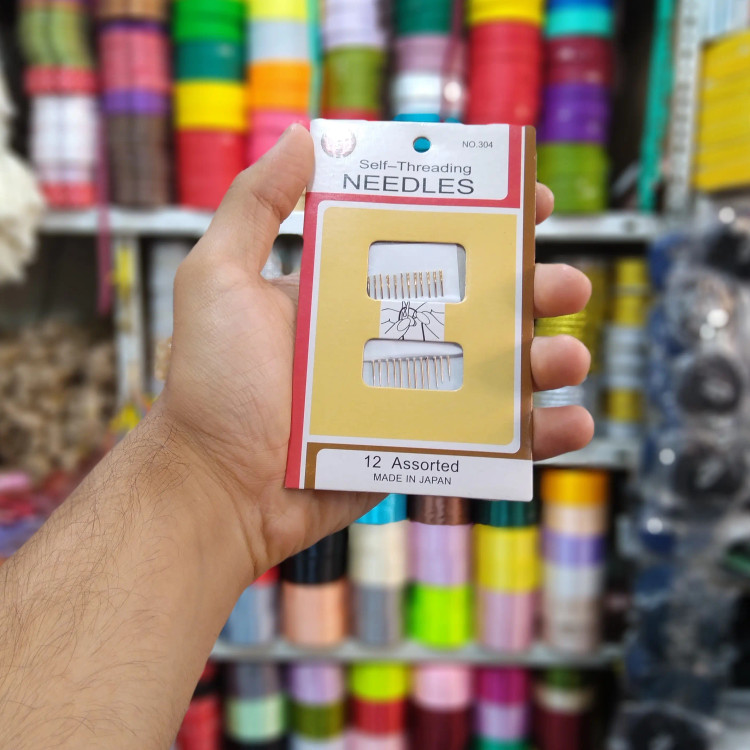 NO.304
Self–Threading
NEEDLES
12 Assorted
MADE IN JAPAN